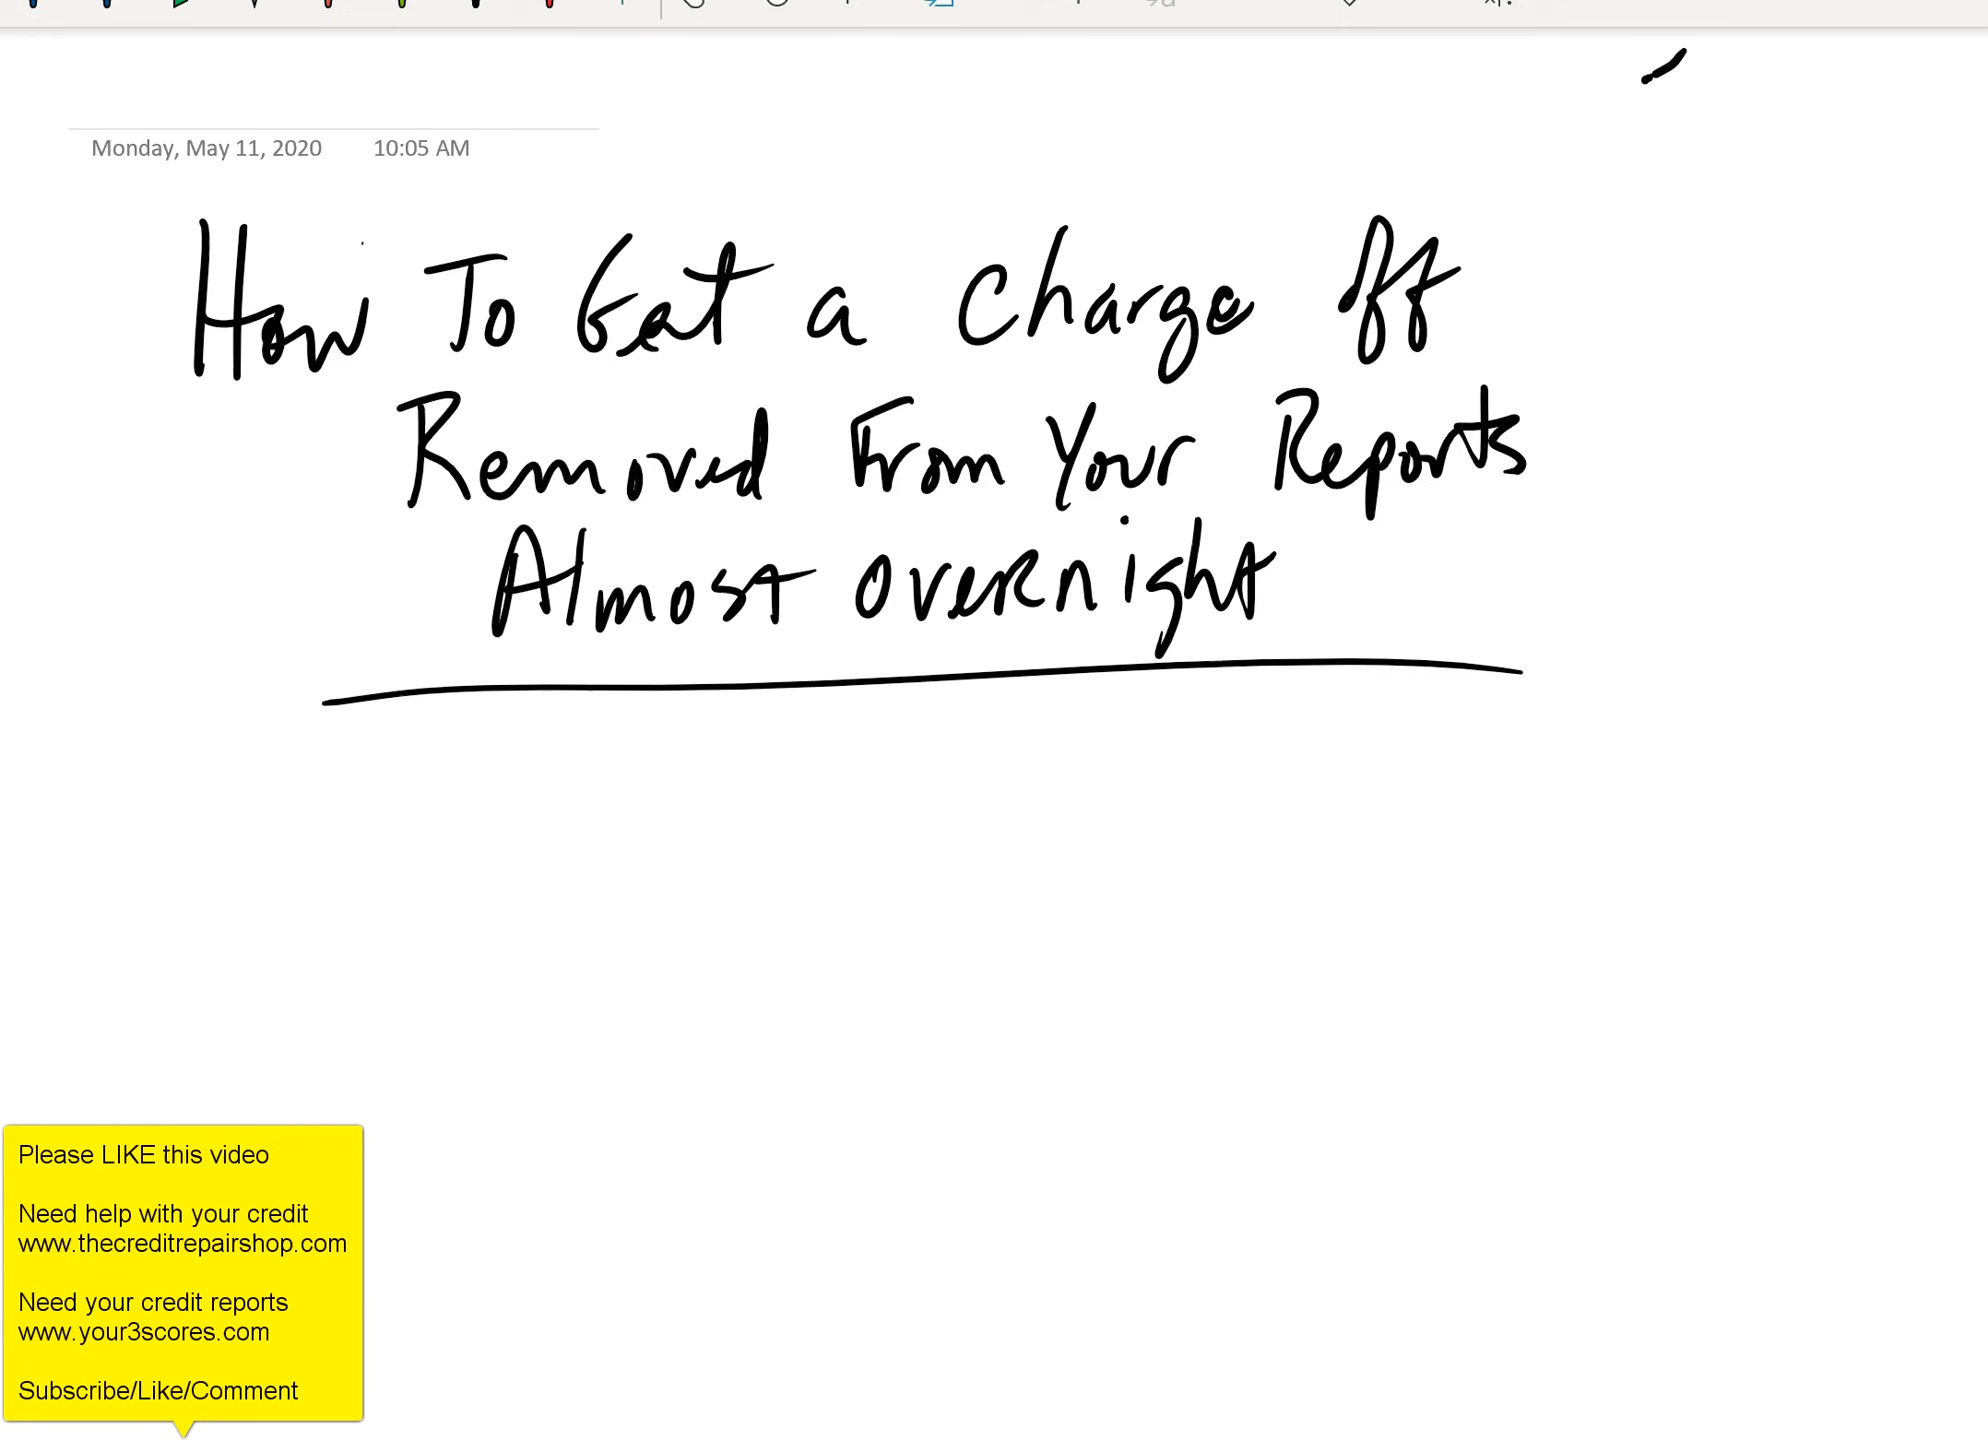 Monday, May 11, 2020 10:05 AM
How To Get a Charge Off
Removed From Your Reports
Almost overnight
Please LIKE this video
Need help with your credit
www.thecreditrepairshop.com
Need your credit reports
www.your3scores.com
Subscribe/Like/Comment